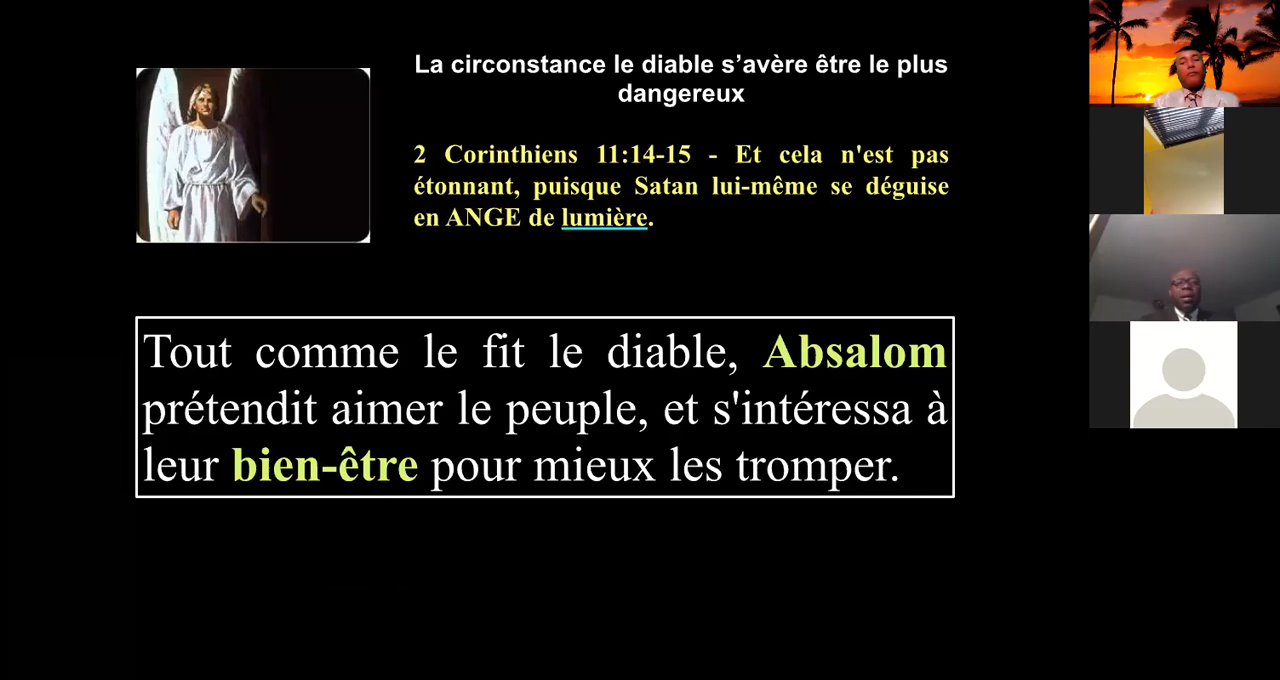 La circonstance le diable s’avère être le plus
dangereux
2 Corinthiens 11:14-15 - Et cela n'est pas
étonnant, puisque Satan lui-même se déguise
en ANGE de lumière.
Tout comme le fit le diable, Absalom
prétendit aimer le peuple, et s'intéressa à
leur bien-être pour mieux les tromper.